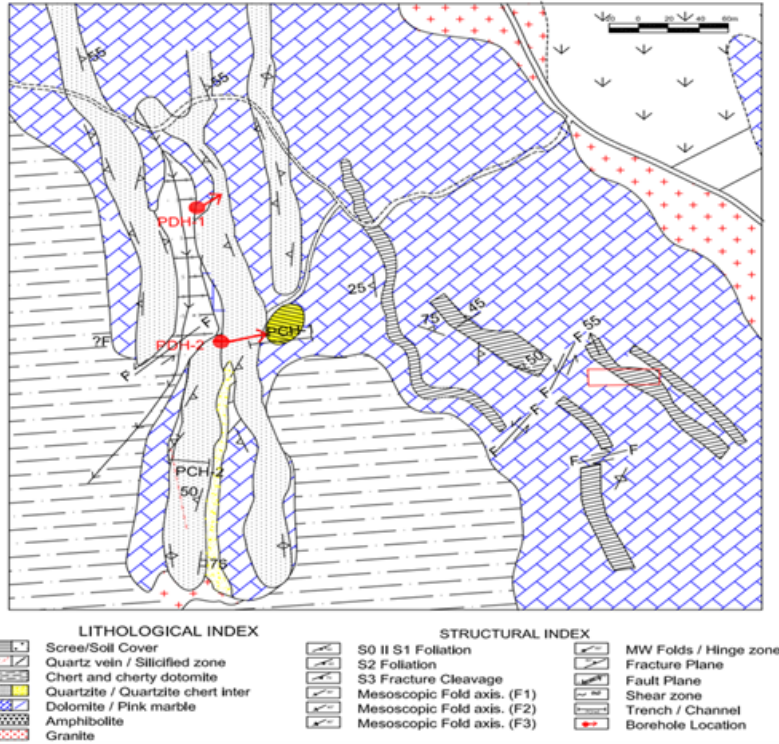 20 0 20 40 60m
55
55
PDH-1
25
75
45
?F
F
PCH-1
PDH-2
F
50
F 55
F
F
F
F
F
PCH-2
50
75
LITHOLOGICAL INDEX
Scree/Soil Cover
Quartz vein / Silicified zone
Chert and cherty dotomite
Quartzite / Quartzite chert inter
Dolomite / Pink marble
Amphibolite
Granite
STRUCTURAL INDEX
S0 II S1 Foliation
S2 Foliation
S3 Fracture Cleavage
Mesoscopic Fold axis. (F1)
Mesoscopic Fold axis. (F2)
Mesoscopic Fold axis. (F3)
MW Folds / Hinge zone
Fracture Plane
Fault Plane
Shear zone
Trench / Channel
Borehole Location